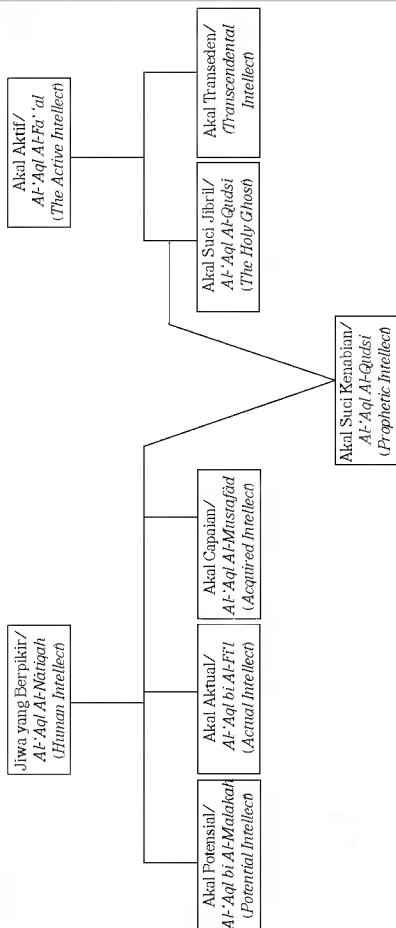 Jiwa yang Berpikir/
Al-'Aql Al-Nâtiqah
(Human Intellect)
Akal Aktif/
Al-'Aql Al-Fa''al
(The Active Intellect)
Akal Potensial/
Al-'Aql bi Al-Malakah
(Potential Intellect)
Akal Aktual/
Al-'Aql bi Al-Fi'l
(Actual Intellect)
Akal Capaian/
Al-'Aql Al-Mustafâd
(Acquired Intellect)
Akal Suci Jibril/
Al-'Aql Al-Qudsi
(The Holy Ghost)
Akal Transeden/
(Transcendental
Intellect)
Akal Suci Kenabian/
Al-'Aql Al-Qudsi
(Prophetic Intellect)